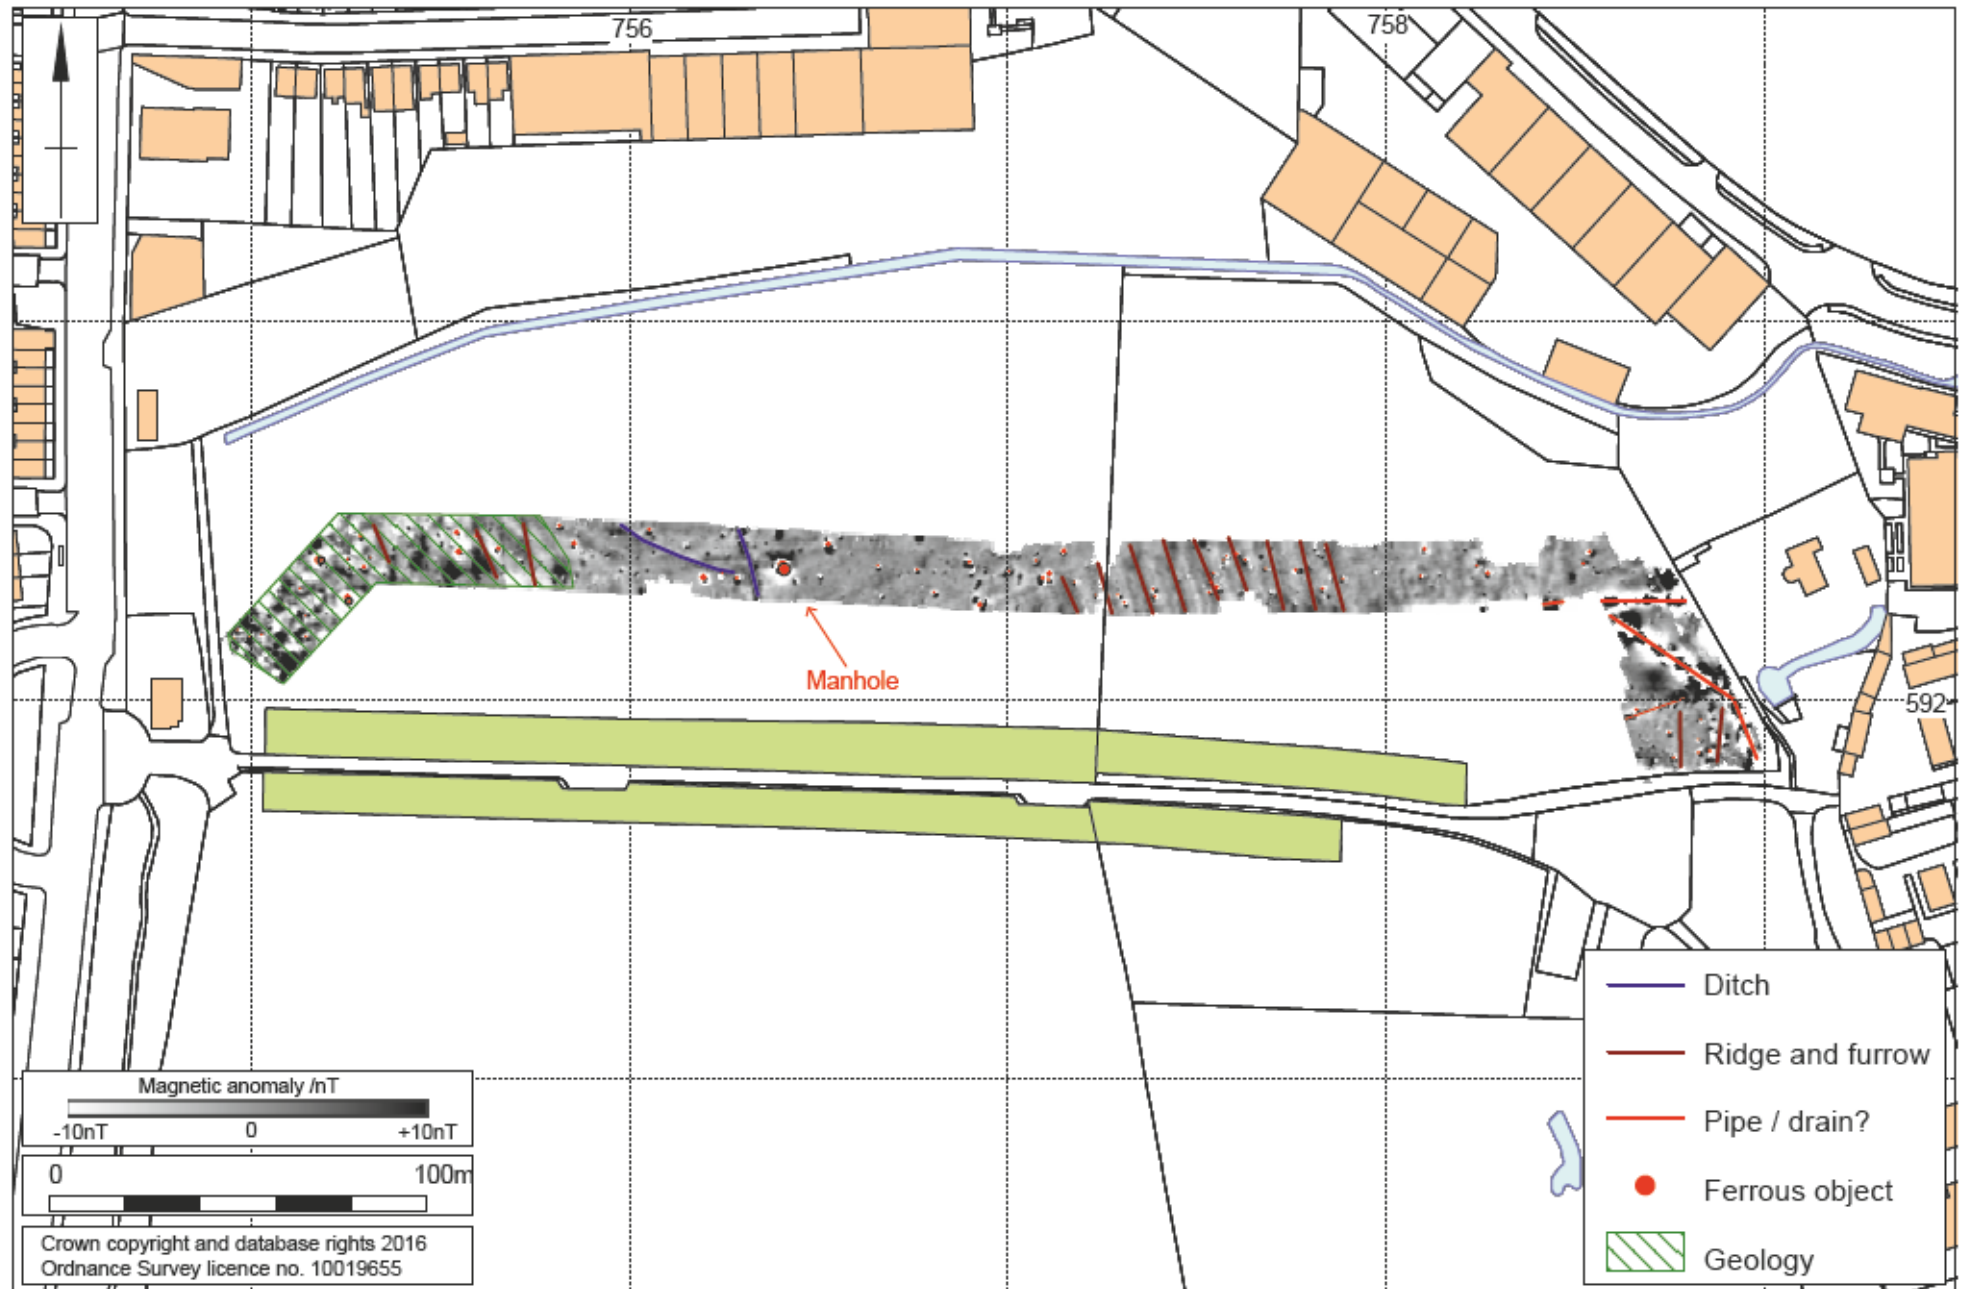 756
758
Manhole
592
Ditch
Ridge and furrow
Pipe / drain?
Ferrous object
Geology
Magnetic anomaly /nT
-10nT 0 +10nT
0 100m
Crown copyright and database rights 2016
Ordnance Survey licence no. 10019655